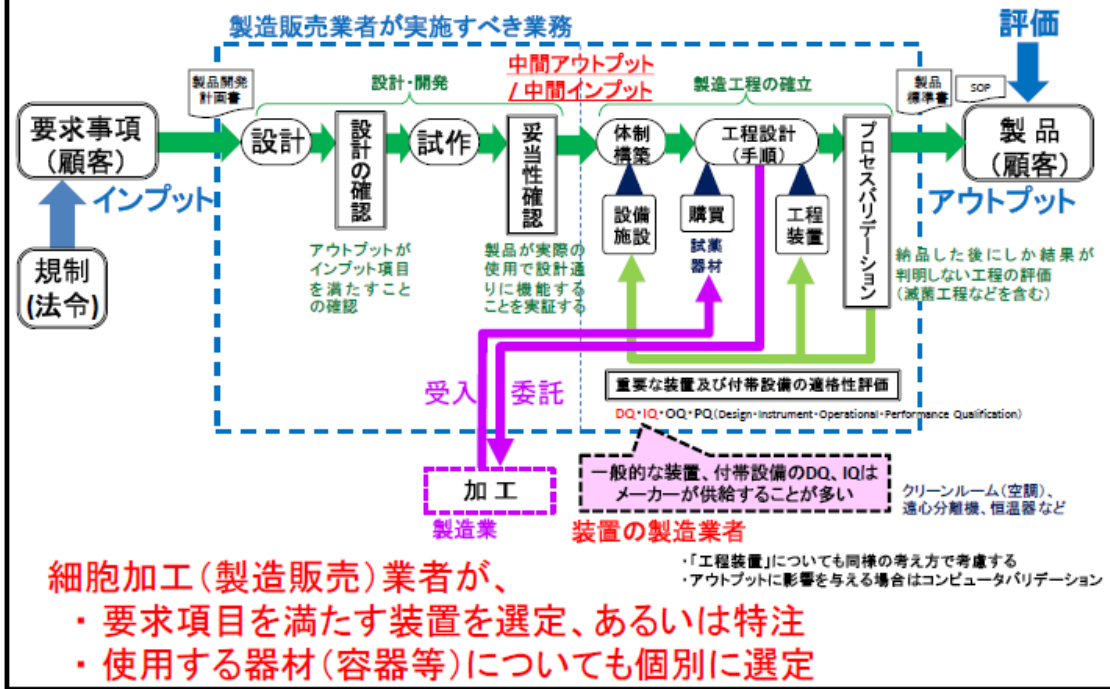 製造販売業者が実施すべき業務
評価
製品開発
計画書
設計・開発
中間アウトプット
/ 中間インプット
製造工程の確立
製品
標準書
SOP
要求事項
(顧客)
設計
設計の確認
試作
妥当性確認
体制
構築
工程設計
(手順)
プロセスバリデーション
製品
(顧客)
インプット
アウトプット
設備
施設
購買
試薬
器材
工程
装置
規制
(法令)
アウトプットが
インプット項目
を満たすこと
の確認
製品が実際の
使用で設計通
りに機能する
ことを実証する
納品した後にしか結果が
判明しない工程の評価
(滅菌工程などを含む)
受入
委託
重要な装置及び付帯設備の適格性評価
DQ・IQ・OQ・PQ(Design・Instrument・Operational・Performance Qualification)
加工
製造業
一般的な装置、付帯設備のDQ、IQは
メーカーが供給することが多い
装置の製造業者
クリーンルーム(空調)、
遠心分離機、恒温器など
・「工程装置」についても同様の考え方で考慮する
・アウトプットに影響を与える場合はコンピュータバリデーション
細胞加工(製造販売)業者が、
・要求項目を満たす装置を選定、あるいは特注
・使用する器材(容器等)についても個別に選定